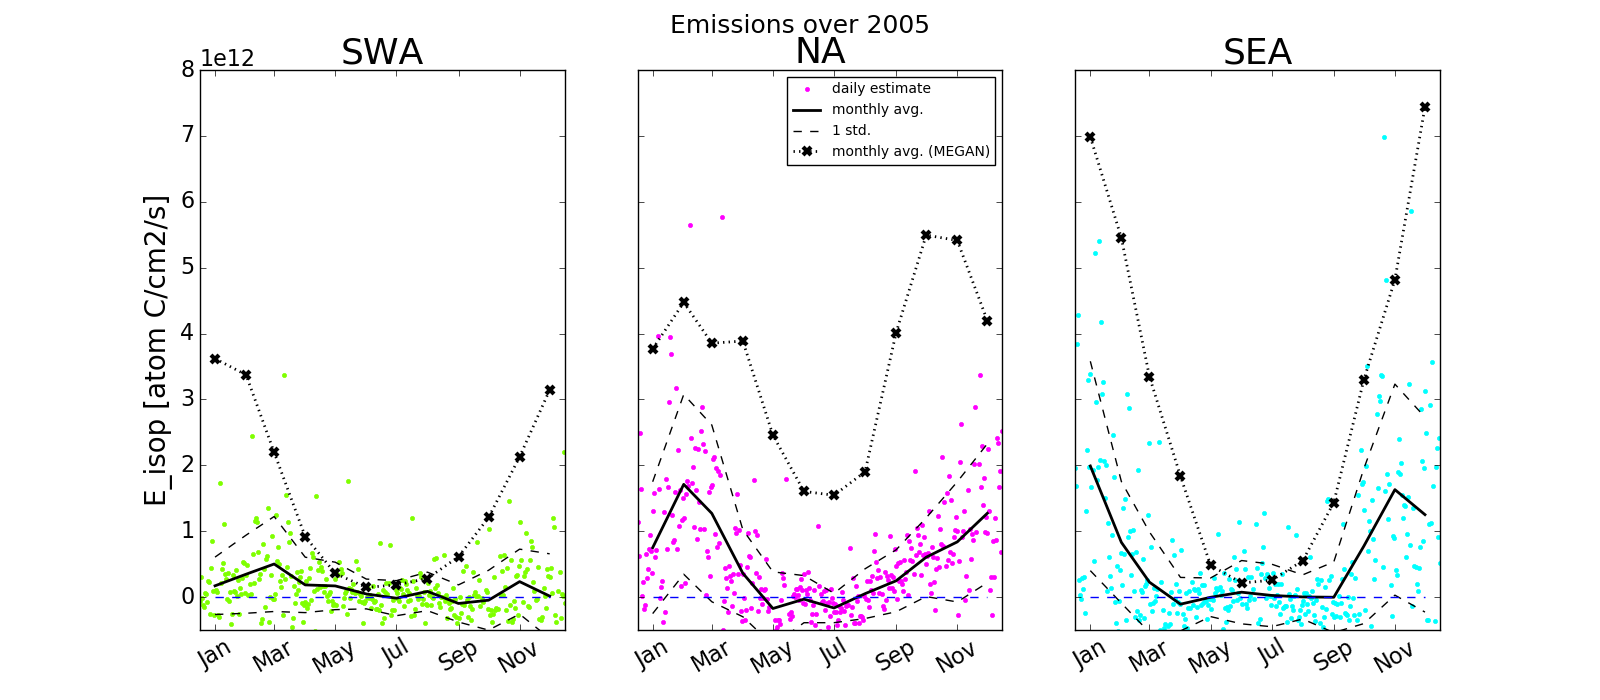 Emissions over 2005
SWA
NA
SEA
1e12
E_isop [atom C/cm2/s]
8
7
6
5
4
3
2
1
0
daily estimate
monthly avg.
1 std.
monthly avg. (MEGAN)
Jan Mar May Jul Sep Nov
Jan Mar May Jul Sep Nov
Jan Mar May Jul Sep Nov